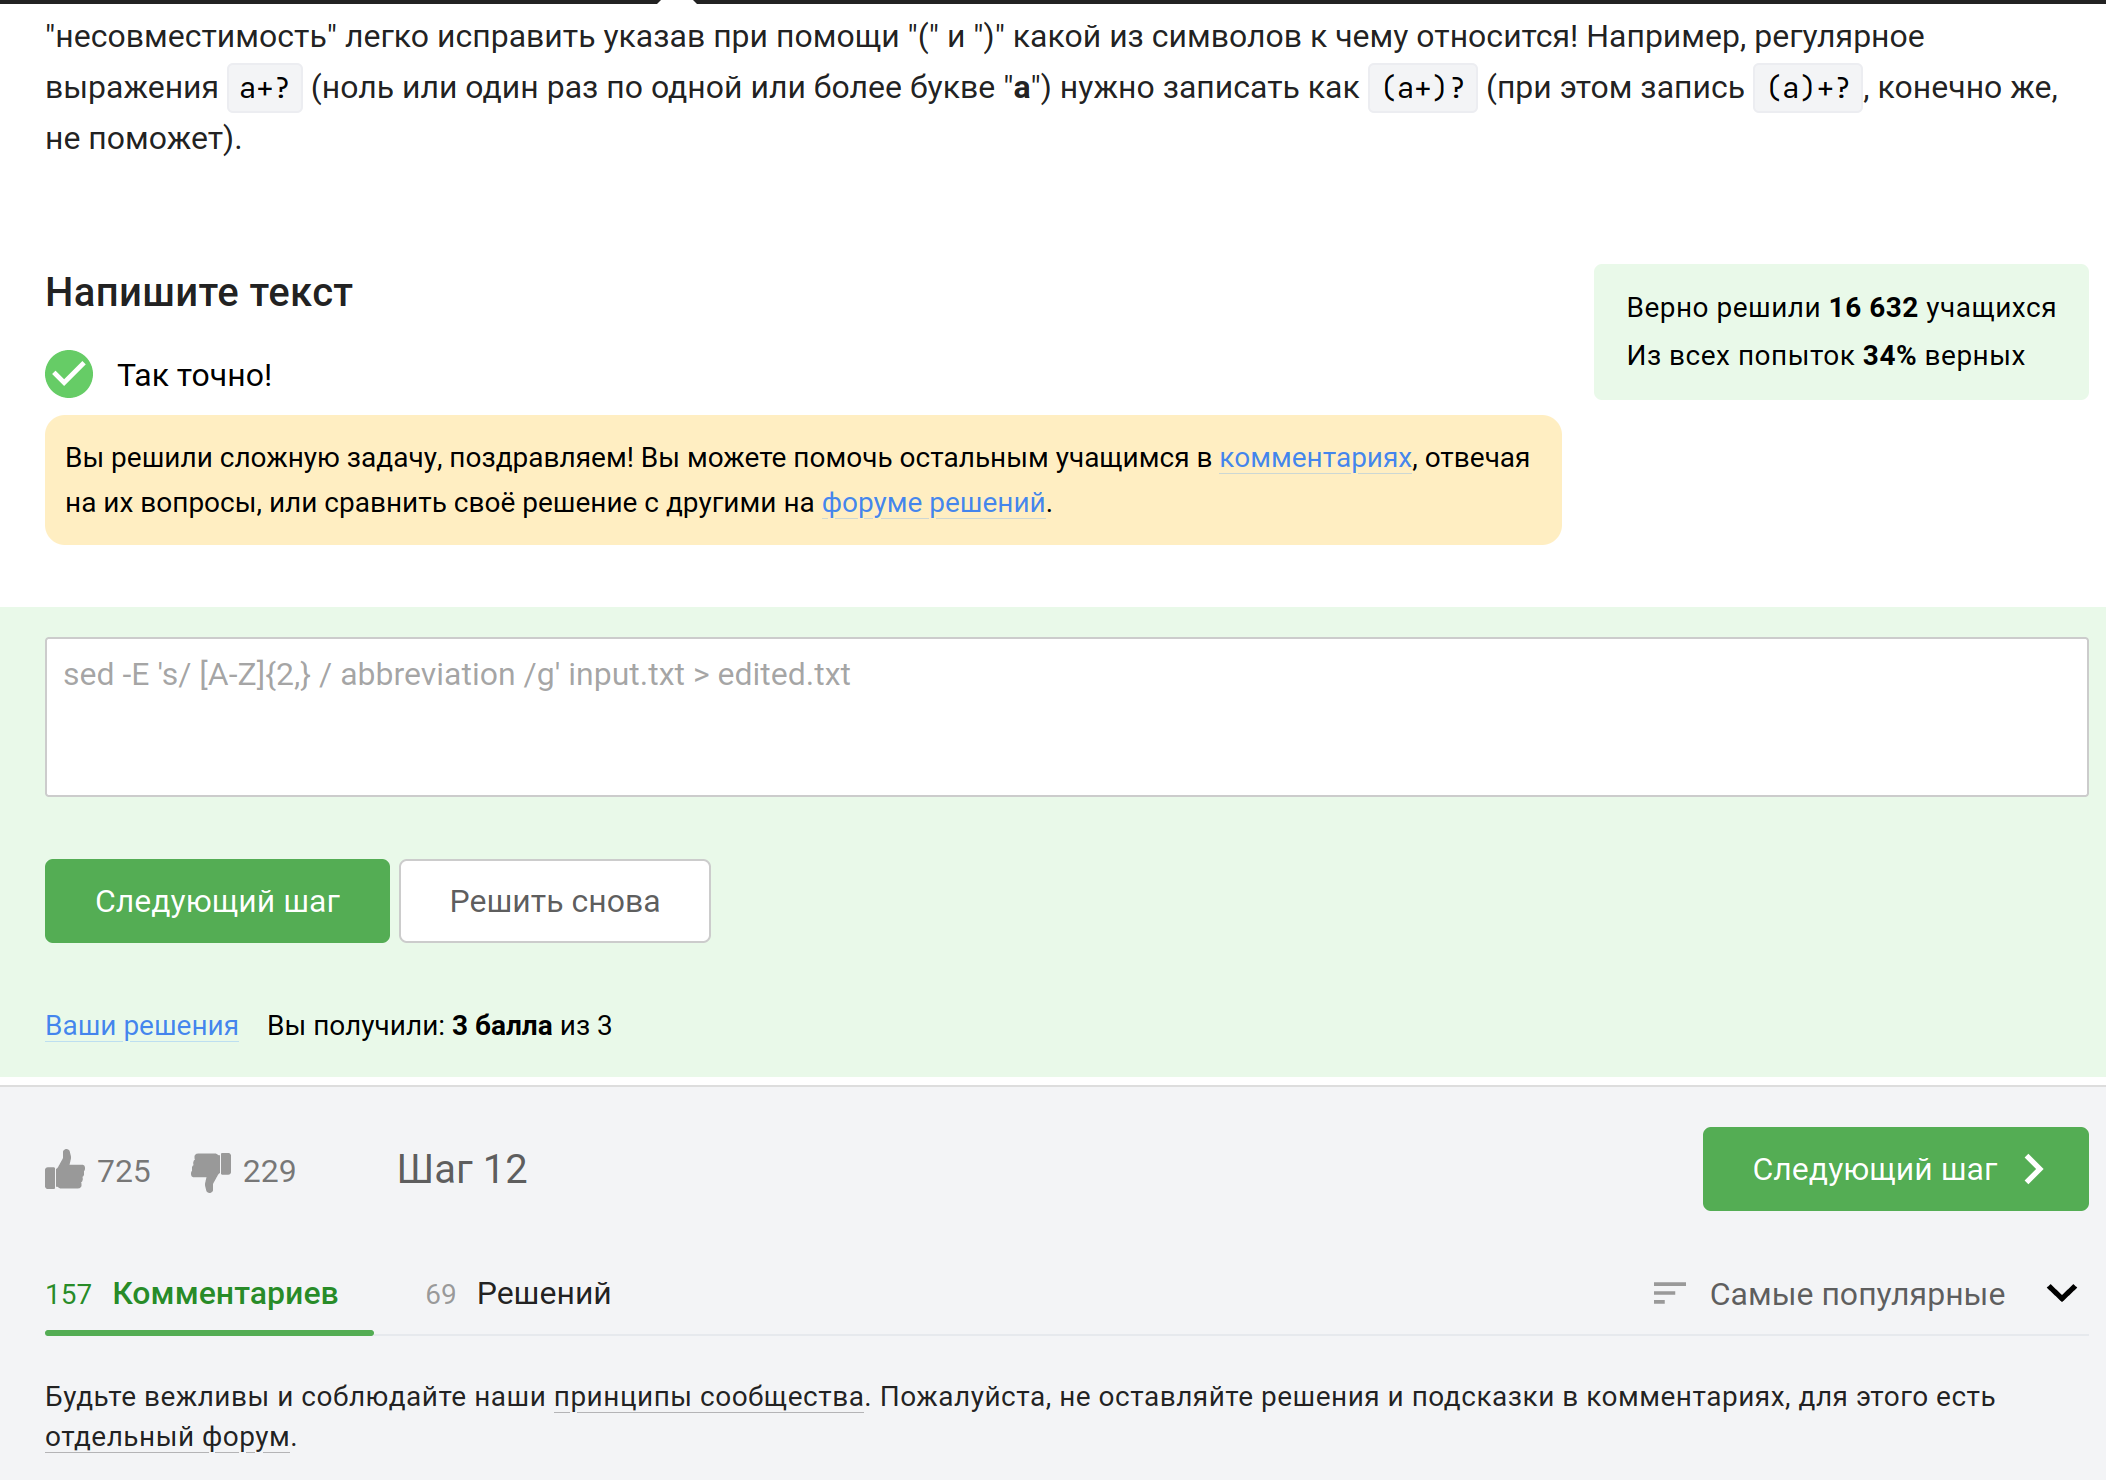 "несовместимость" легко исправить указав при помощи "(" и ")" какой из символов к чему относится! Например, регулярное
выражения a+? (ноль или один раз по одной или более букве "a") нужно записать как (a+)? (при этом запись (a)+?, конечно же,
не поможет).
Напишите текст
Верно решили 16 632 учащихся
Из всех попыток 34% верных
Так точно!
Вы решили сложную задачу, поздравляем! Вы можете помочь остальным учащимся в комментариях, отвечая
на их вопросы, или сравнить своё решение с другими на форуме решений.
sed -E 's/ [A-Z]{2,} / abbreviation /g' input.txt > edited.txt
Следующий шаг
Решить снова
Ваши решения Вы получили: 3 балла из 3
725 229 Шаг 12
Следующий шаг
157 Комментариев 69 Решений
Самые популярные
Будьте вежливы и соблюдайте наши принципы сообщества. Пожалуйста, не оставляйте решения и подсказки в комментариях, для этого есть
отдельный форум.